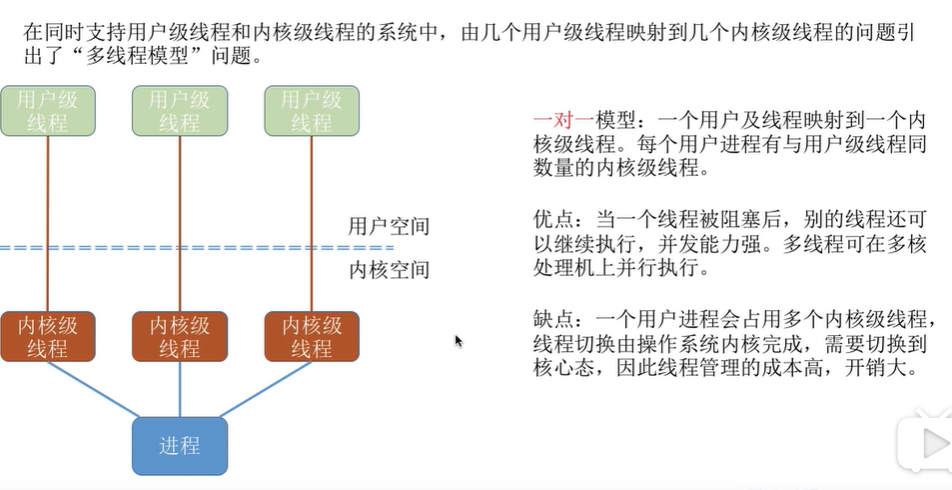 在同时支持用户级线程和内核级线程的系统中，由几个用户级线程映射到几个内核级线程的问题引
出了“多线程模型”问题。
用户级
线程
用户级
线程
用户级
线程
用户空间
内核空间
内核级
线程
内核级
线程
内核级
线程
进程
一对一模型：一个用户及线程映射到一个内
核级线程。每个用户进程有与用户级线程同
数量的内核级线程。
优点：当一个线程被阻塞后，别的线程还可
以继续执行，并发能力强。多线程可在多核
处理机上并行执行。
缺点：一个用户进程会占用多个内核级线程，
线程切换由操作系统内核完成，需要切换到
核心态，因此线程管理的成本高，开销大。